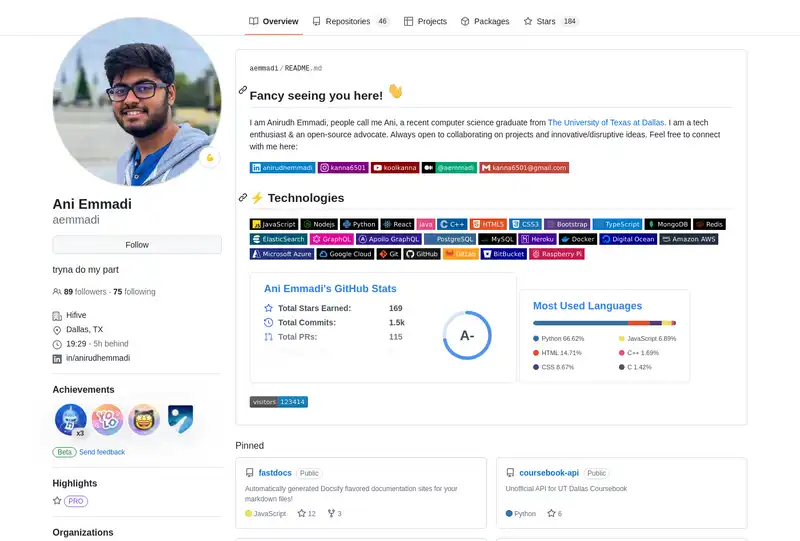 Overview
Repositories 46
Projects
Packages
Stars 184
Ani Emmadi
aemmadi
Follow
tryna do my part
89 followers · 75 following
Hifive
Dallas, TX
19:29 - 5h behind
in/anirudhemmadi
Achievements
YOLO
x3
Beta Send feedback
Highlights
PRO
Organizations
aemmadi/README.md
Fancy seeing you here! 👋
I am Anirudh Emmadi, people call me Ani, a recent computer science graduate from The University of Texas at Dallas. I am a tech
enthusiast & an open-source advocate. Always open to collaborating on projects and innovative/disruptive ideas. Feel free to connect
with me here:
anirudhemmadi kanna6501 koolkanna @aemmadi kanna6501@gmail.com
⚡ Technologies
JavaScript Nodejs Python React java C++ HTML5 CSS3 Bootstrap TypeScript MongoDB Redis
ElasticSearch GraphQL Apollo GraphQL PostgreSQL MySQL Heroku Docker Digital Ocean Amazon AWS
Microsoft Azure Google Cloud Git GitHub GitLab BitBucket Raspberry Pi
Ani Emmadi's GitHub Stats
Total Stars Earned: 169
Total Commits: 1.5k
Total PRs: 115
A-
Most Used Languages
Python 66.62% JavaScript 6.89%
HTML 14.71% C++ 1.69%
CSS 8.67% C 1.42%
visitors 123414
Pinned
fastdocs Public
Automatically generated Docsify flavored documentation sites for your
markdown files!
JavaScript 12 3
coursebook-api Public
Unofficial API for UT Dallas Coursebook
Python 6